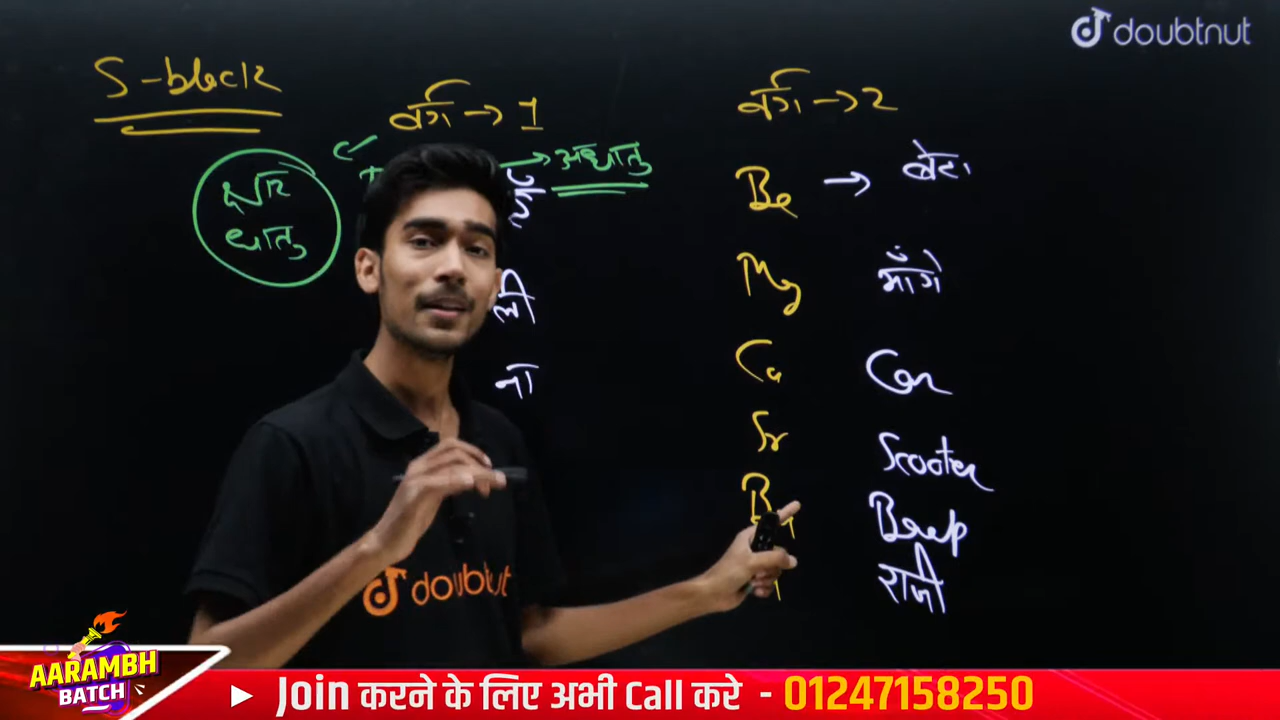 doubtnut
S-block
वर्ग → 1
वर्ग → 2
क्षार
धातु
→ अधातु
Be → बेटा
Mg मांगे
Ca Car
Sr Scooter
Ba Baap
राजी
ली
ना
doubtnut
AARAMBH
BATCH
Join करने के लिए अभी Call करे - 01247158250